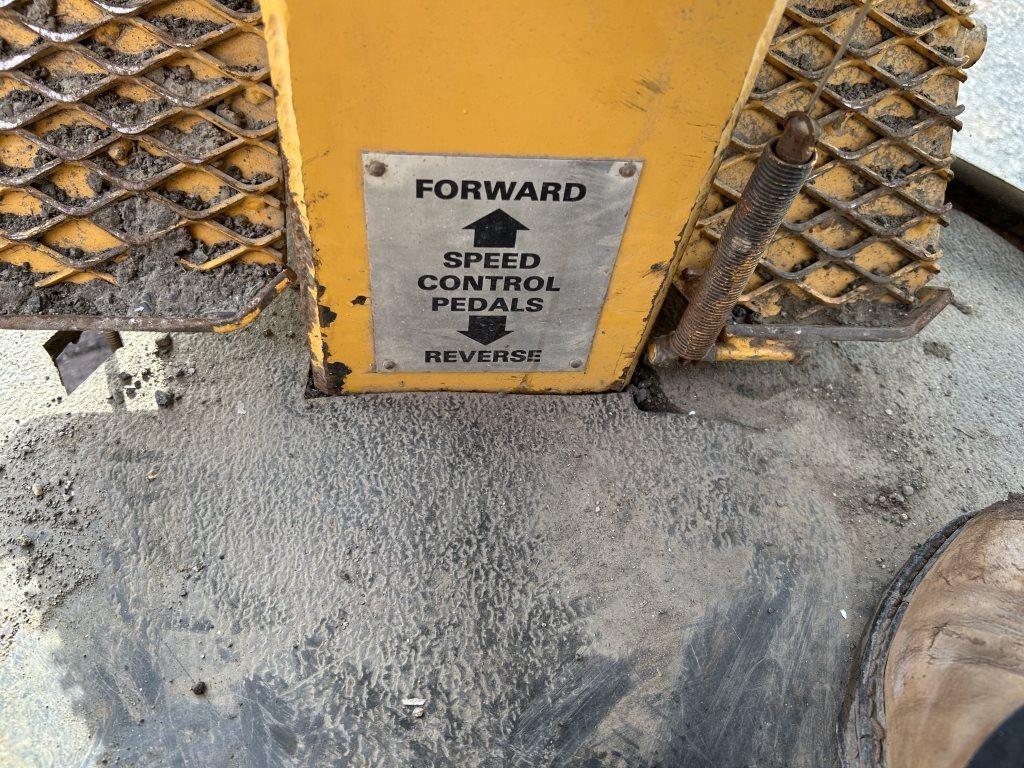 FORWARD
SPEED
CONTROL
PEDALS
REVERSE